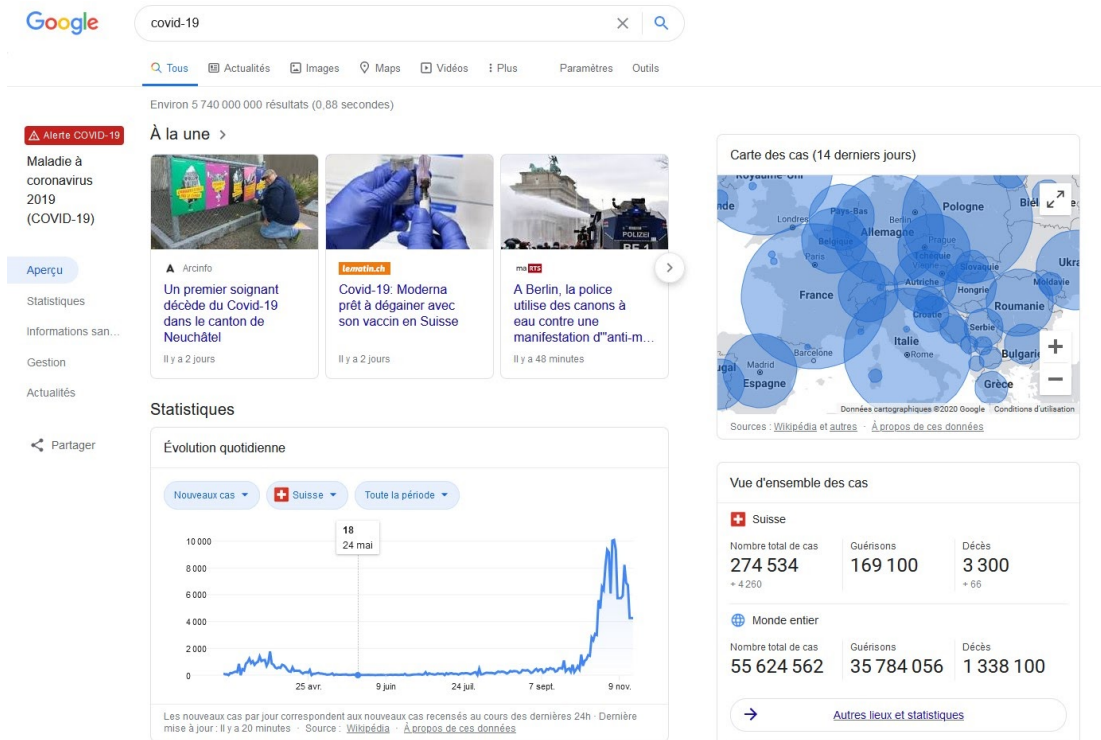 Google
covid-19
Tous Actualités Images Maps Vidéos Plus Paramètres Outils
Environ 5 740 000 000 résultats (0,88 secondes)
Alerte COVID-19
Maladie à
coronavirus
2019
(COVID-19)
Aperçu
Statistiques
Informations san...
Gestion
Actualités
Partager
À la une
Arcinfo
Un premier soignant
décède du Covid-19
dans le canton de
Neuchâtel
Il y a 2 jours
lematin.ch
Covid-19: Moderna
prêt à dégainer avec
son vaccin en Suisse
Il y a 2 jours
POLIZEI
BE 1
ma RTS
A Berlin, la police
utilise des canons à
eau contre une
manifestation d'"anti-m...
Il y a 48 minutes
Statistiques
Évolution quotidienne
Nouveaux cas Suisse Toute la période
18
24 mai
10 000
8 000
6 000
4 000
2 000
0
25 avr. 9 juin 24 juil. 7 sept. 9 nov.
Les nouveaux cas par jour correspondent aux nouveaux cas recensés au cours des dernières 24h · Dernière
mise à jour : Il y a 20 minutes · Source : Wikipédia · À propos de ces données
Carte des cas (14 derniers jours)
Royaume-Uni
nde
Londres
Pays-Bas
Berlin
Pologne
Biél
Belgique
Allemagne
Prague
Paris
Tchéquie
Vienne
Slovaquie
Ukra
France
Autriche
Hongrie
Moldavie
Roumanie
Croatie
Serbie
Italie
Barcelone
Rome
Bulgarie
ugal
Madrid
Espagne
Grèce
Données cartographiques ©2020 Google Conditions d'utilisation
Sources : Wikipédia et autres · À propos de ces données
Vue d'ensemble des cas
Suisse
Nombre total de cas Guérisons Décès
274 534 169 100 3 300
+ 4 260 + 66
Monde entier
Nombre total de cas Guérisons Décès
55 624 562 35 784 056 1 338 100
Autres lieux et statistiques